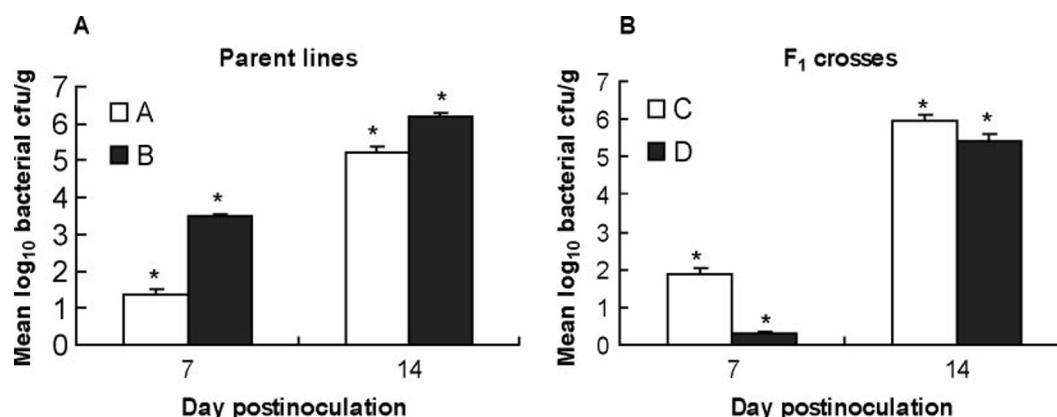 A
Parent lines
Mean log₁₀ bacterial cfu/g
7
6
5
4
3
2
1
0
A
B
*
*
*
*
7
14
Day postinoculation
B
F₁ crosses
Mean log₁₀ bacterial cfu/g
7
6
5
4
3
2
1
0
C
D
*
*
*
*
7
14
Day postinoculation